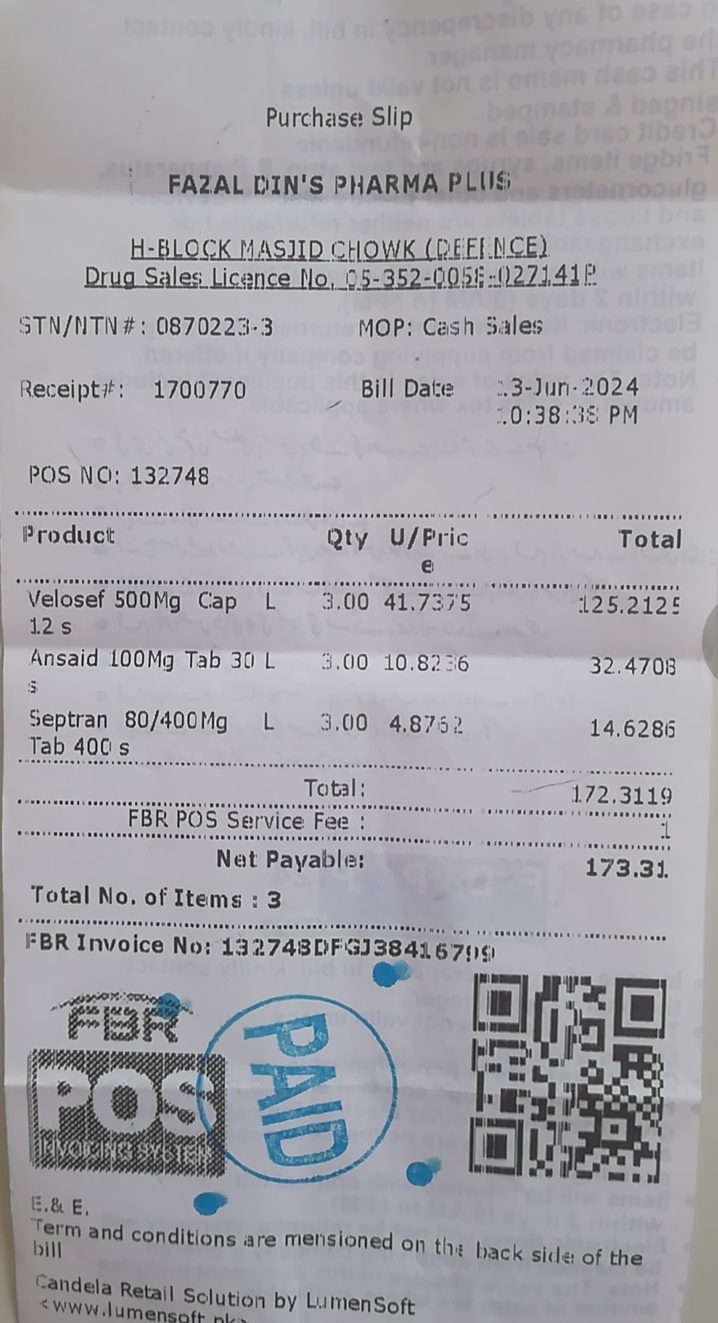 Purchase Slip
FAZAL DIN'S PHARMA PLUS
H-BLOCK MASJID CHOWK (DEFENCE)
Drug Sales Licence No. 05-352-0058-027141P
STN/NTN#: 0870223-3 MOP: Cash Sales
Receipt#: 1700770 Bill Date 13-Jun-2024
10:38:38 PM
POS NO: 132748
Product Qty U/Pric Total
e
Velosef 500Mg Cap L 3.00 41.7375 125.2125
12 s
Ansaid 100Mg Tab 30 L 3.00 10.8236 32.4708
s
Septran 80/400Mg L 3.00 4.8762 14.6286
Tab 400 s
Total: 172.3119
FBR POS Service Fee : 1
Net Payable: 173.31
Total No. of Items : 3
FBR Invoice No: 132748DFGJ38416799
FBR
POS
INVOICING SYSTEM
PAID
E.& E.
Term and conditions are mensioned on the back side of the
bill
Candela Retail Solution by LumenSoft
<www.lumensoft.pk>